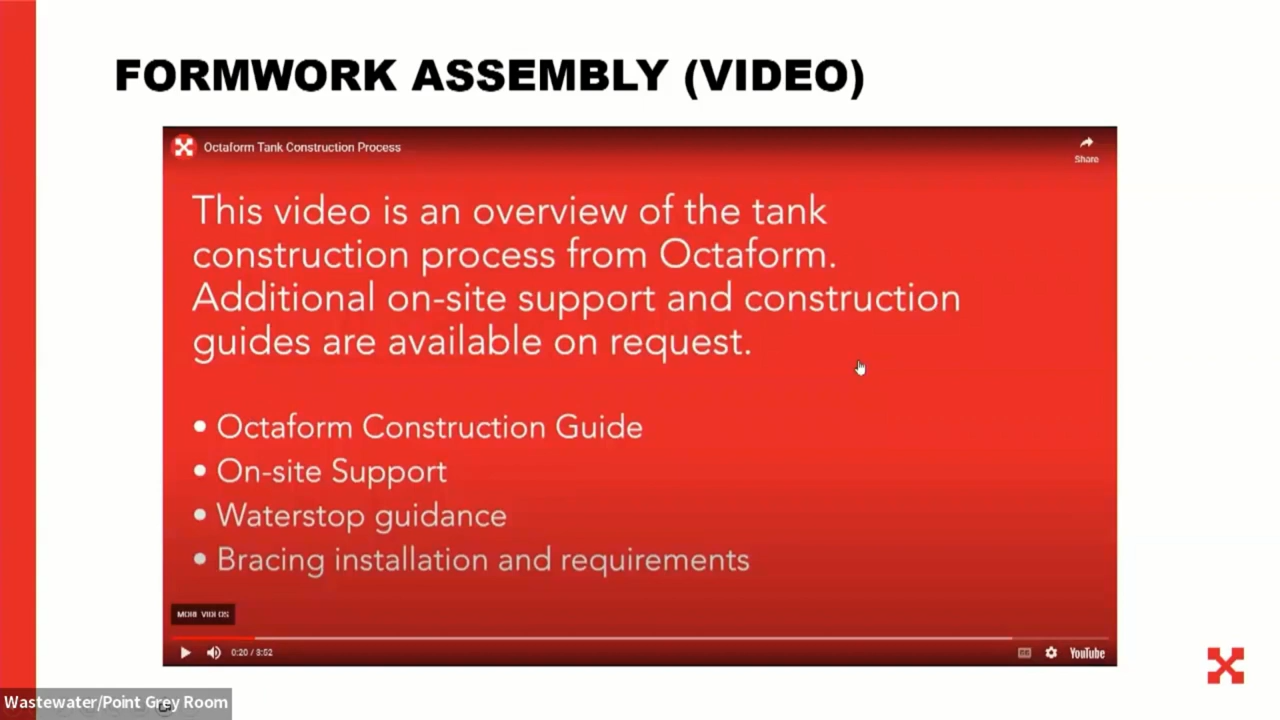 FORMWORK ASSEMBLY (VIDEO)
Octaform Tank Construction Process
Share
This video is an overview of the tank
construction process from Octaform.
Additional on-site support and construction
guides are available on request.
• Octaform Construction Guide
• On-site Support
• Waterstop guidance
• Bracing installation and requirements
MORE VIDEOS
0:20 / 3:52
CC
YouTube
Wastewater/Point Grey Room